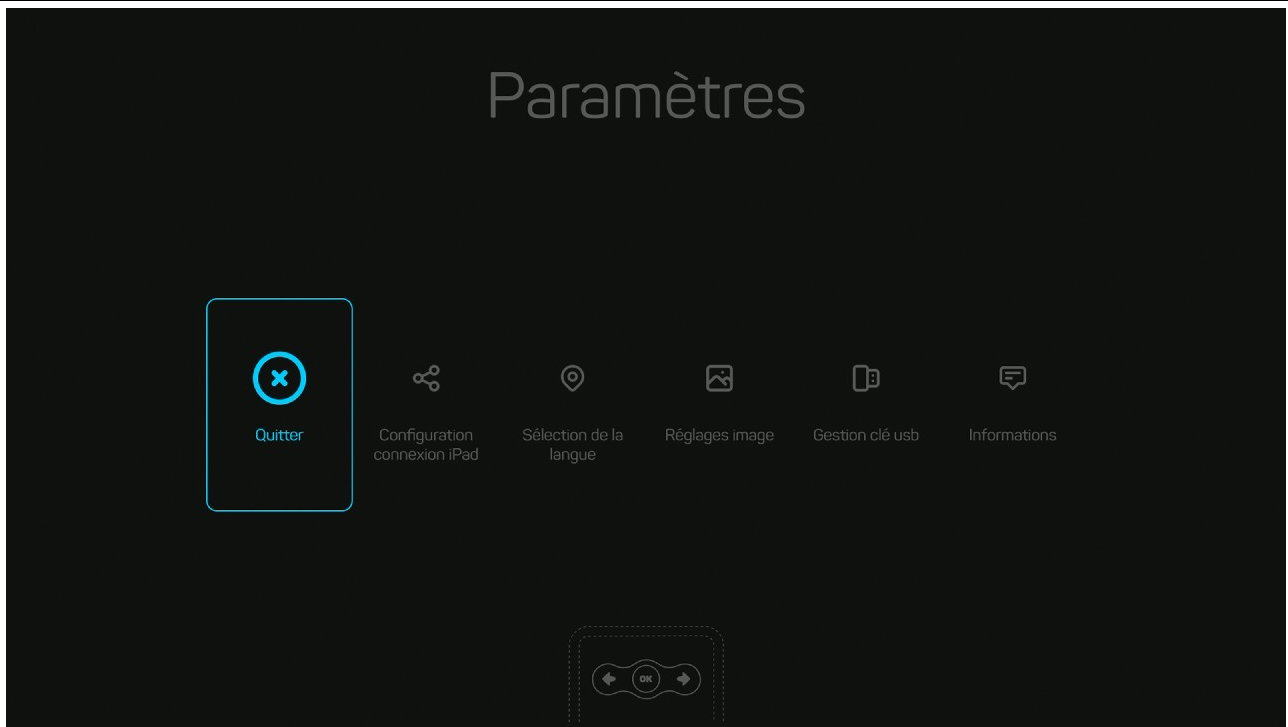 Paramètres
Quitter
Configuration
connexion iPad
Sélection de la
langue
Réglages image
Gestion clé usb
Informations
OK